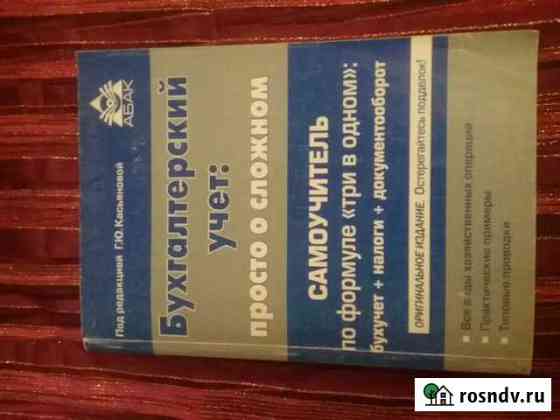 АБАК
Под редакцией Г.Ю.Касьяновой
Бухгалтерский
учет:
просто о сложном
САМОУЧИТЕЛЬ
по формуле «три в одном»:
бухучет + налоги + документооборот
ОРИГИНАЛЬНОЕ ИЗДАНИЕ. Остерегайтесь подделок!
Все виды хозяйственных операций
Практические примеры
Типовые проводки
rosndv.ru